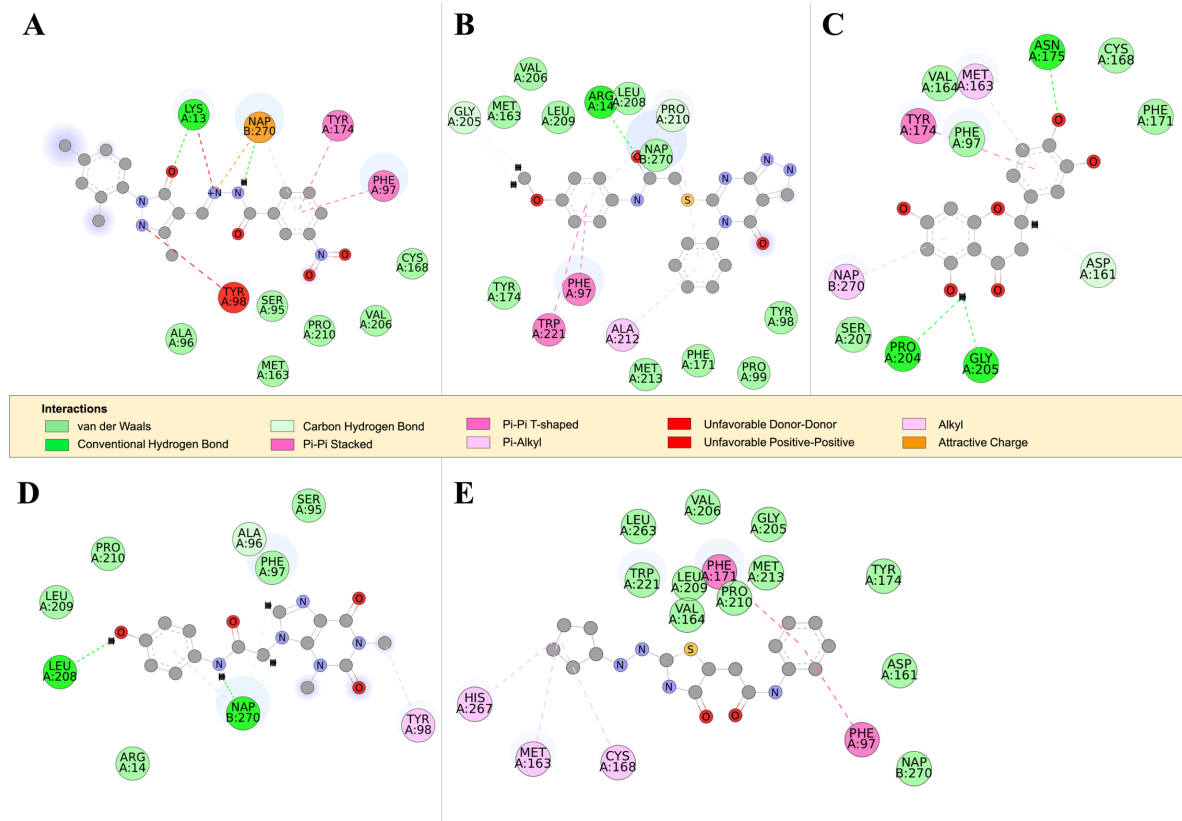 A
LYS
A:13
NAP
B:270
TYR
A:174
PHE
A:97
O
N
N
+N
N
O
N
O
O
CYS
A:168
TYR
A:98
SER
A:95
ALA
A:96
PRO
A:210
VAL
A:206
MET
A:163
B
VAL
A:206
GLY
A:205
MET
A:163
LEU
A:209
ARG
A:14
LEU
A:208
PRO
A:210
NAP
B:270
O
N
S
N
N
N
N
N
O
O
TYR
A:174
PHE
A:97
TRP
A:221
ALA
A:212
TYR
A:98
MET
A:213
PHE
A:171
PRO
A:99
C
ASN
A:175
CYS
A:168
VAL
A:164
MET
A:163
PHE
A:171
TYR
A:174
PHE
A:97
O
O
O
O
O
O
NAP
B:270
ASP
A:161
SER
A:207
PRO
A:204
GLY
A:205
Interactions
van der Waals
Conventional Hydrogen Bond
Carbon Hydrogen Bond
Pi-Pi Stacked
Pi-Pi T-shaped
Pi-Alkyl
Unfavorable Donor-Donor
Unfavorable Positive-Positive
Alkyl
Attractive Charge
D
SER
A:95
PRO
A:210
ALA
A:96
PHE
A:97
LEU
A:209
O
O
N
N
N
N
N
O
O
LEU
A:208
NAP
B:270
TYR
A:98
ARG
A:14
E
VAL
A:206
LEU
A:263
GLY
A:205
TRP
A:221
LEU
A:209
PHE
A:171
MET
A:213
TYR
A:174
VAL
A:164
PRO
A:210
N
N
S
N
O
O
N
ASP
A:161
HIS
A:267
MET
A:163
CYS
A:168
PHE
A:97
NAP
B:270